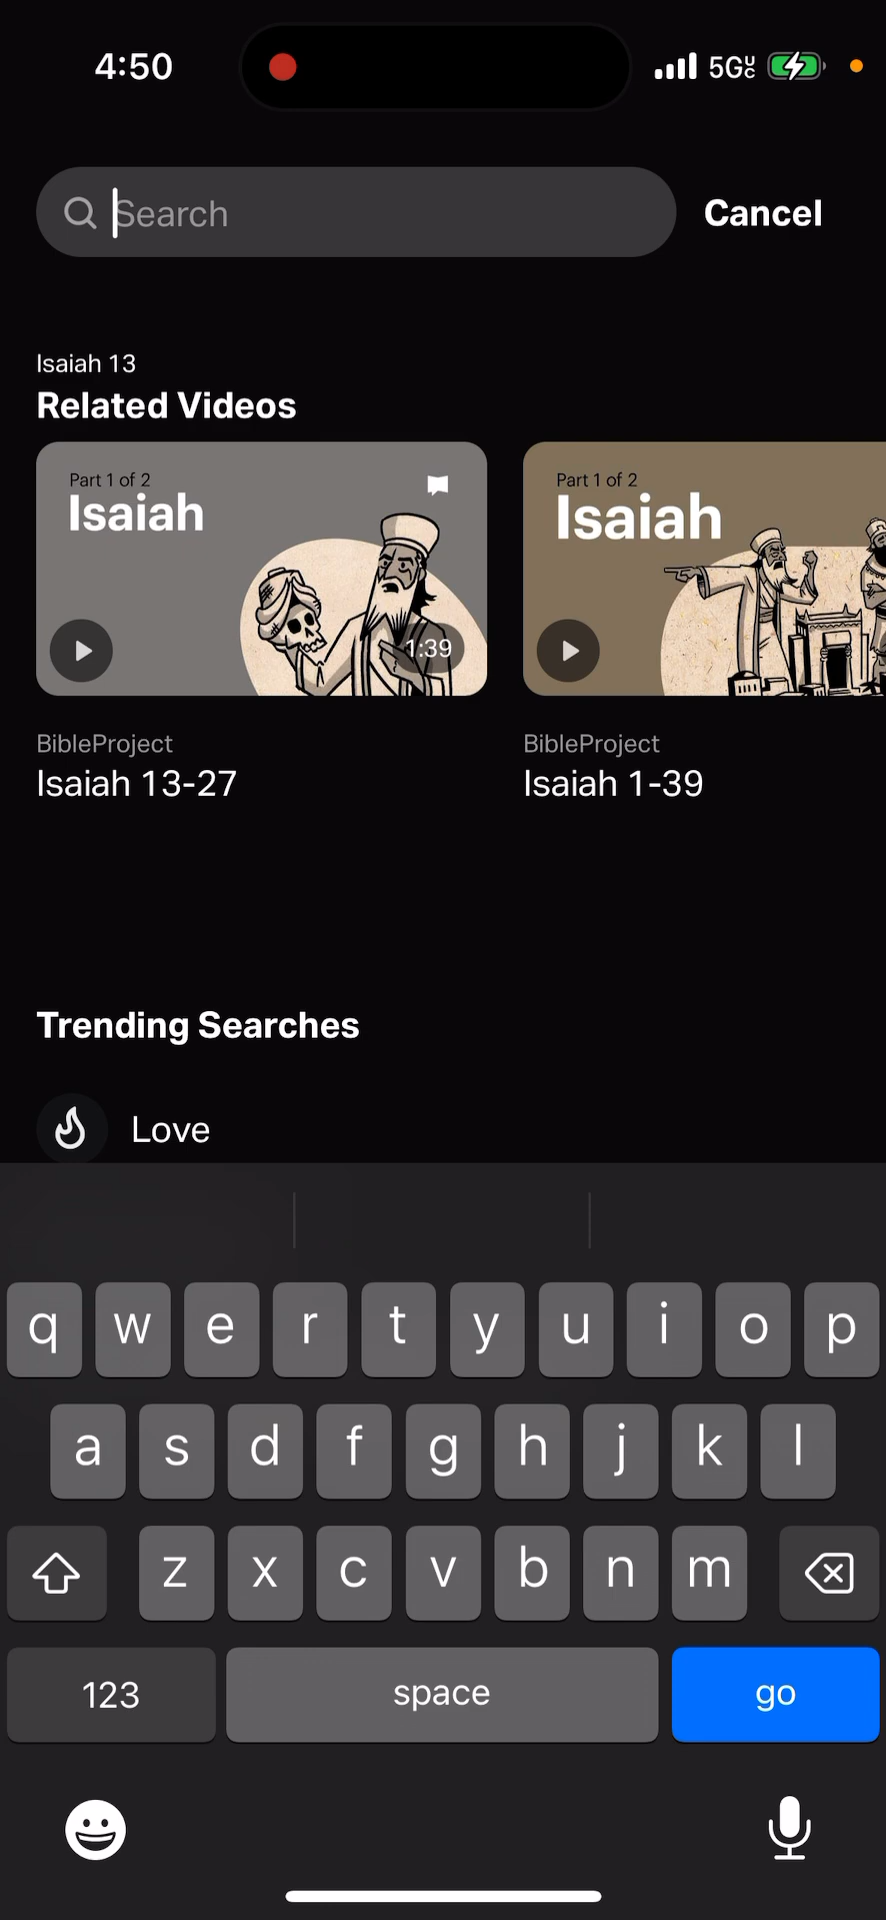 4:50
5GUC
Search
Cancel
Isaiah 13
Related Videos
Part 1 of 2
Isaiah
1:39
Part 1 of 2
Isaiah
BibleProject
Isaiah 13-27
BibleProject
Isaiah 1-39
Trending Searches
Love
q w e r t y u i o p
a s d f g h j k l
z x c v b n m
123 space go